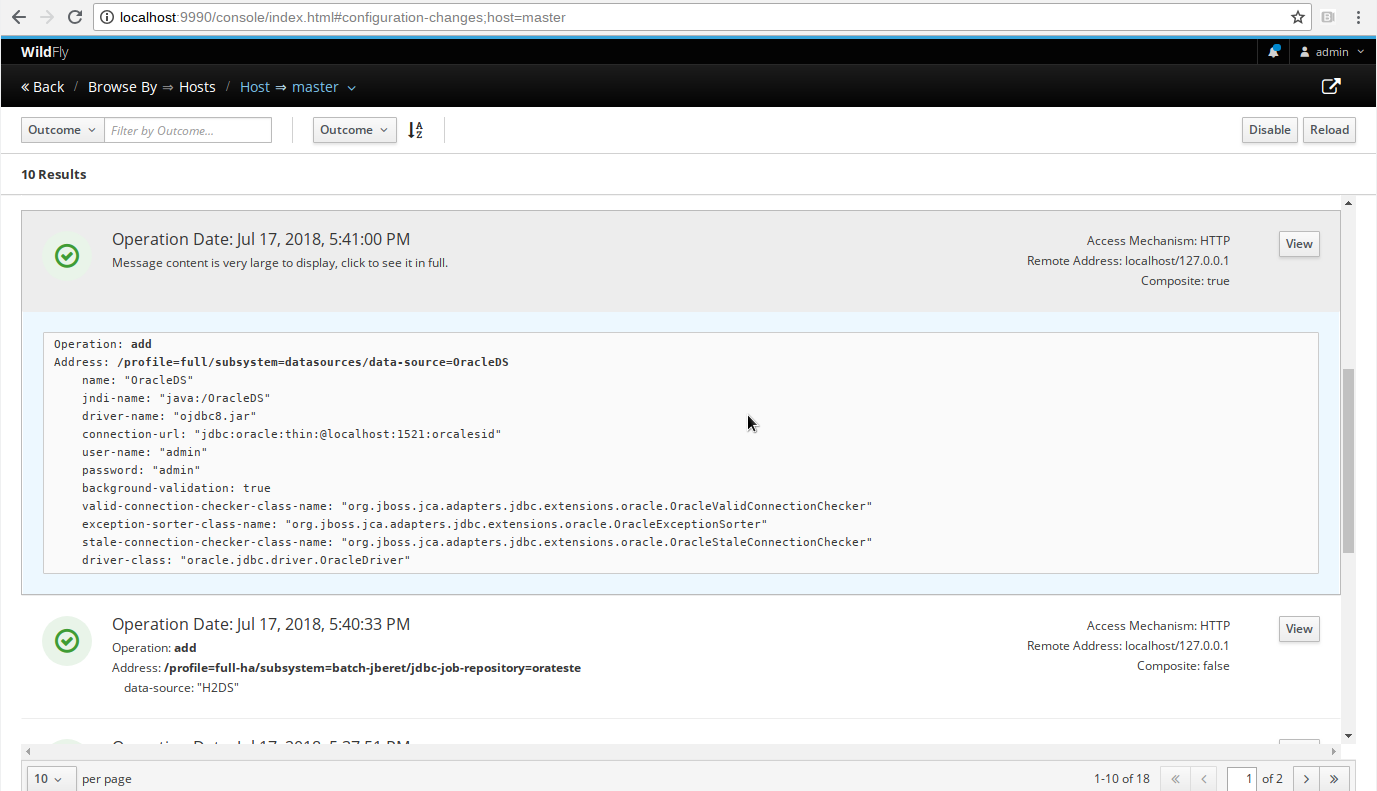 localhost:9990/console/index.html#configuration-changes;host=master
WildFly
admin
« Back / Browse By ⇒ Hosts / Host ⇒ master
Outcome
Filter by Outcome...
Outcome
Disable
Reload
10 Results
Operation Date: Jul 17, 2018, 5:41:00 PM
Message content is very large to display, click to see it in full.
Access Mechanism: HTTP
Remote Address: localhost/127.0.0.1
Composite: true
View
Operation: add
Address: /profile=full/subsystem=datasources/data-source=OracleDS
name: "OracleDS"
jndi-name: "java:/OracleDS"
driver-name: "ojdbc8.jar"
connection-url: "jdbc:oracle:thin:@localhost:1521:orcalesid"
user-name: "admin"
password: "admin"
background-validation: true
valid-connection-checker-class-name: "org.jboss.jca.adapters.jdbc.extensions.oracle.OracleValidConnectionChecker"
exception-sorter-class-name: "org.jboss.jca.adapters.jdbc.extensions.oracle.OracleExceptionSorter"
stale-connection-checker-class-name: "org.jboss.jca.adapters.jdbc.extensions.oracle.OracleStaleConnectionChecker"
driver-class: "oracle.jdbc.driver.OracleDriver"
Operation Date: Jul 17, 2018, 5:40:33 PM
Operation: add
Address: /profile=full-ha/subsystem=batch-jberet/jdbc-job-repository=orateste
data-source: "H2DS"
Access Mechanism: HTTP
Remote Address: localhost/127.0.0.1
Composite: false
View
Operation Date: Jul 17, 2018, 5:37:51 PM
10 per page
1-10 of 18
« ‹ 1 of 2 › »